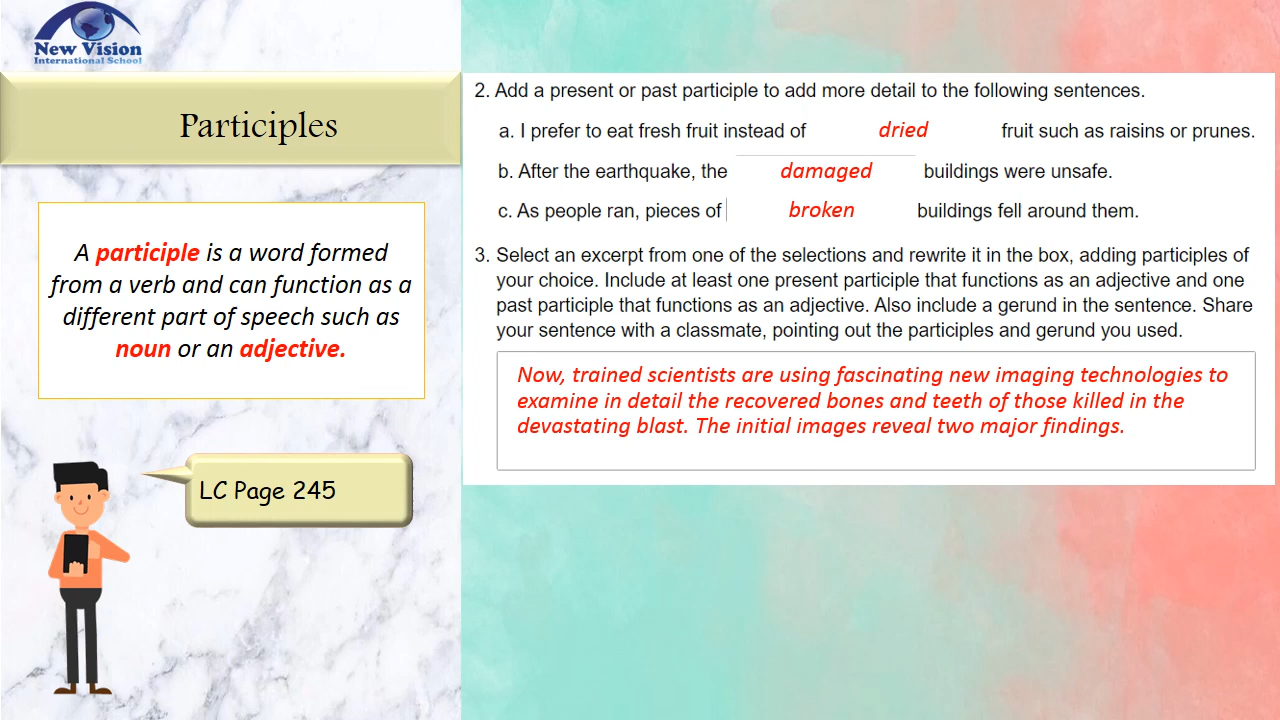 New Vision
International School
Participles
A participle is a word formed
from a verb and can function as a
different part of speech such as
noun or an adjective.
LC Page 245
2. Add a present or past participle to add more detail to the following sentences.
a. I prefer to eat fresh fruit instead of dried fruit such as raisins or prunes.
b. After the earthquake, the damaged buildings were unsafe.
c. As people ran, pieces of broken buildings fell around them.
3. Select an excerpt from one of the selections and rewrite it in the box, adding participles of
your choice. Include at least one present participle that functions as an adjective and one
past participle that functions as an adjective. Also include a gerund in the sentence. Share
your sentence with a classmate, pointing out the participles and gerund you used.
Now, trained scientists are using fascinating new imaging technologies to
examine in detail the recovered bones and teeth of those killed in the
devastating blast. The initial images reveal two major findings.